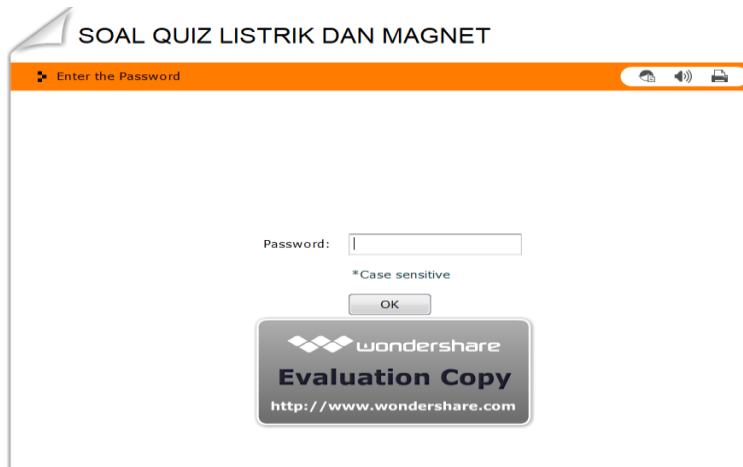 SOAL QUIZ LISTRIK DAN MAGNET
Enter the Password
Password:
*Case sensitive
OK
wondershare
Evaluation Copy
http://www.wondershare.com